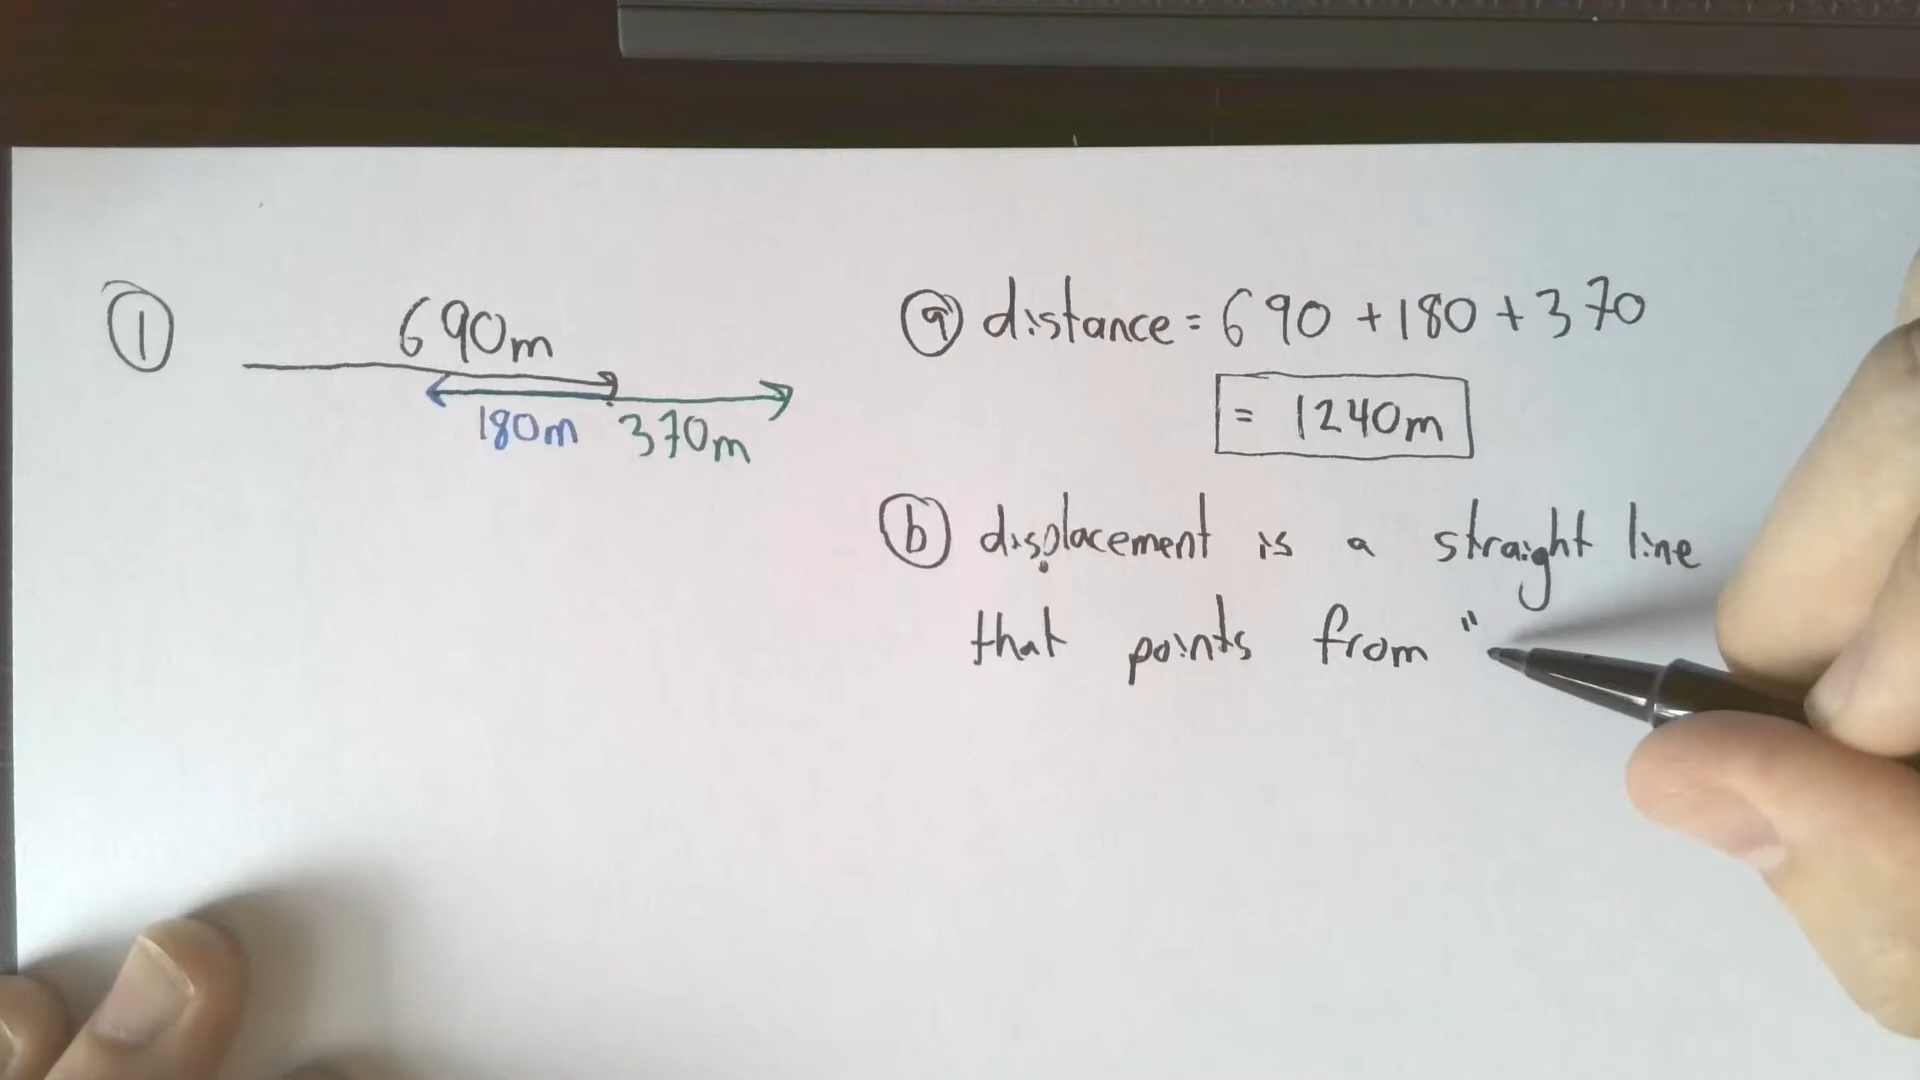 ① 690m
180m 370m
ⓐ distance = 690 + 180 + 370
= 1240m
ⓑ displacement is a straight line
that points from "